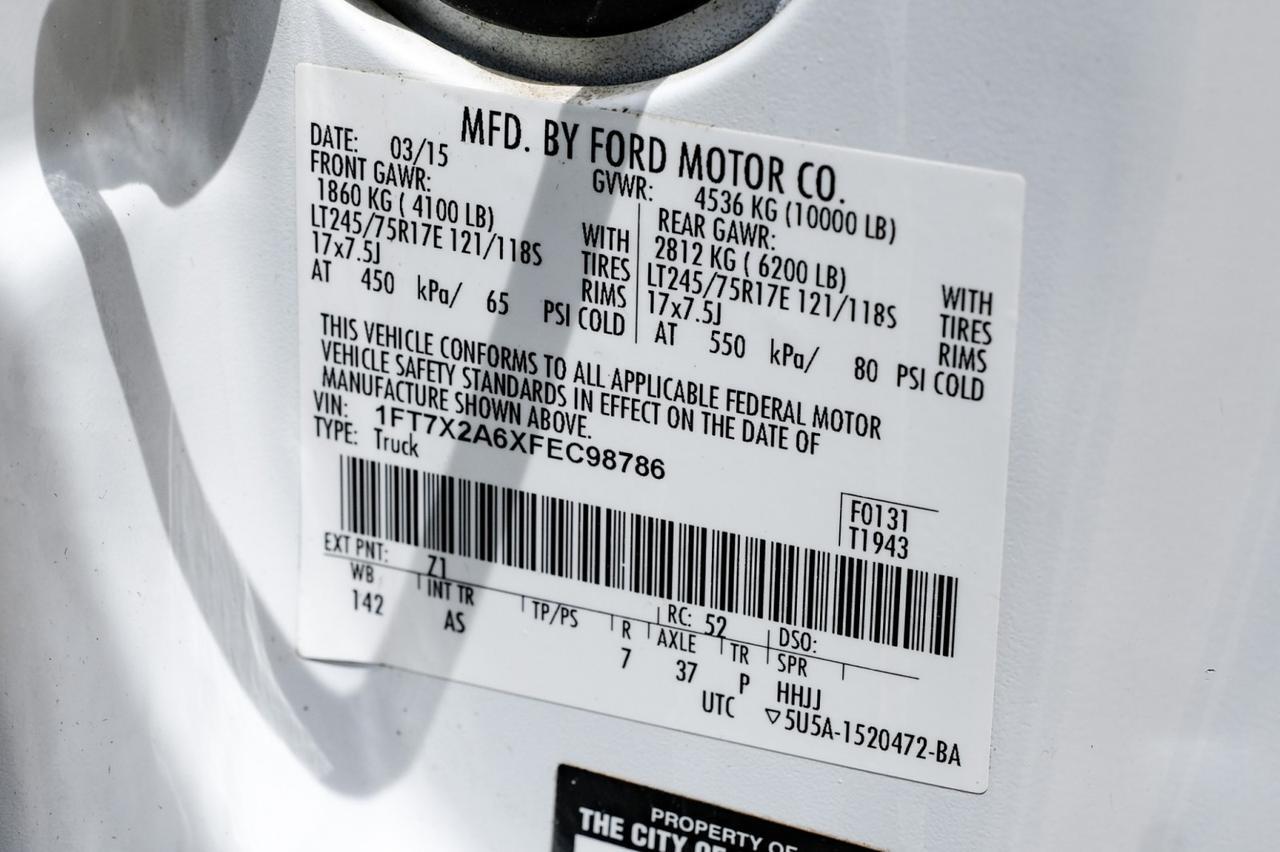 MFD. BY FORD MOTOR CO.
DATE: 03/15 GVWR: 4536 KG (10000 LB)
FRONT GAWR: REAR GAWR:
1860 KG ( 4100 LB) WITH 2812 KG ( 6200 LB) WITH
LT245/75R17E 121/118S TIRES LT245/75R17E 121/118S TIRES
17x7.5J RIMS 17x7.5J RIMS
AT 450 kPa/ 65 PSI COLD AT 550 kPa/ 80 PSI COLD
THIS VEHICLE CONFORMS TO ALL APPLICABLE FEDERAL MOTOR
VEHICLE SAFETY STANDARDS IN EFFECT ON THE DATE OF
MANUFACTURE SHOWN ABOVE.
VIN: 1FT7X2A6XFEC98786
TYPE: Truck
F0131
T1943
EXT PNT: Z1 RC: 52 DSO:
WB INT TR TP/PS R AXLE TR SPR
142 AS 7 37 P HHJJ
UTC ▽5U5A-1520472-BA
PROPERTY OF
THE CITY OF